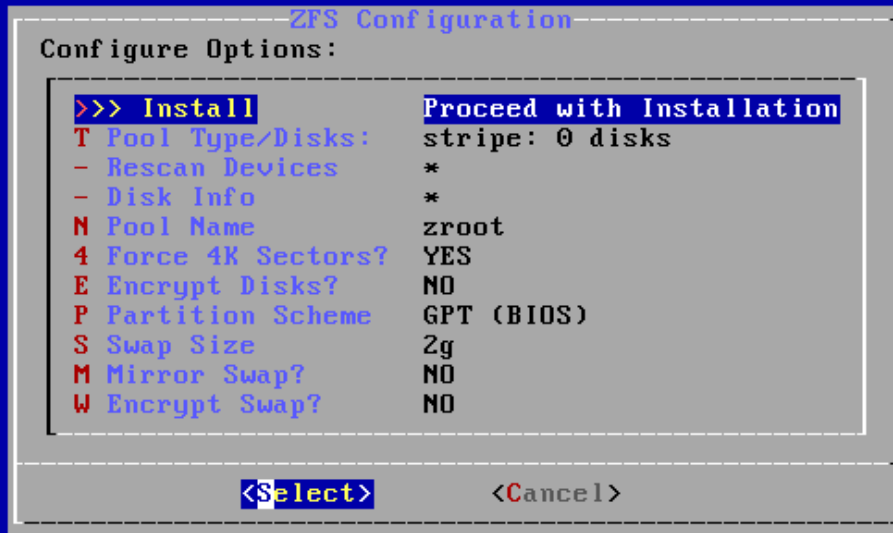 ZFS Configuration
Configure Options:
>>> Install Proceed with Installation
T Pool Type/Disks: stripe: 0 disks
- Rescan Devices *
- Disk Info *
N Pool Name zroot
4 Force 4K Sectors? YES
E Encrypt Disks? NO
P Partition Scheme GPT (BIOS)
S Swap Size 2g
M Mirror Swap? NO
W Encrypt Swap? NO
<Select> <Cancel>